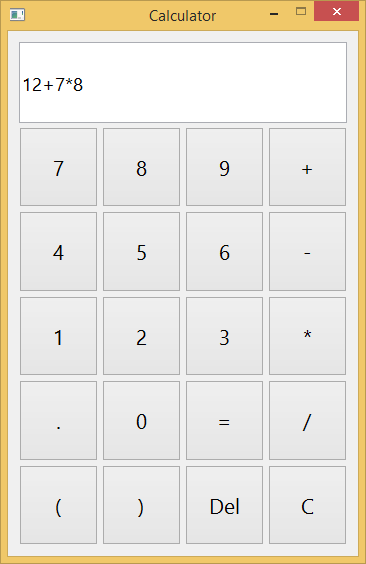 Calculator
12+7*8
7 8 9 +
4 5 6 -
1 2 3 *
. 0 = /
( ) Del C